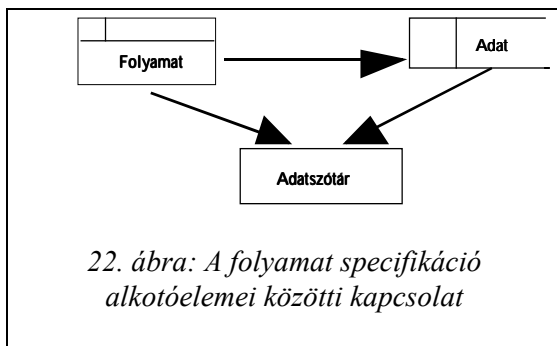 Folyamat
Adat
Adatszótár
22. ábra: A folyamat specifikáció
alkotóelemei közötti kapcsolat